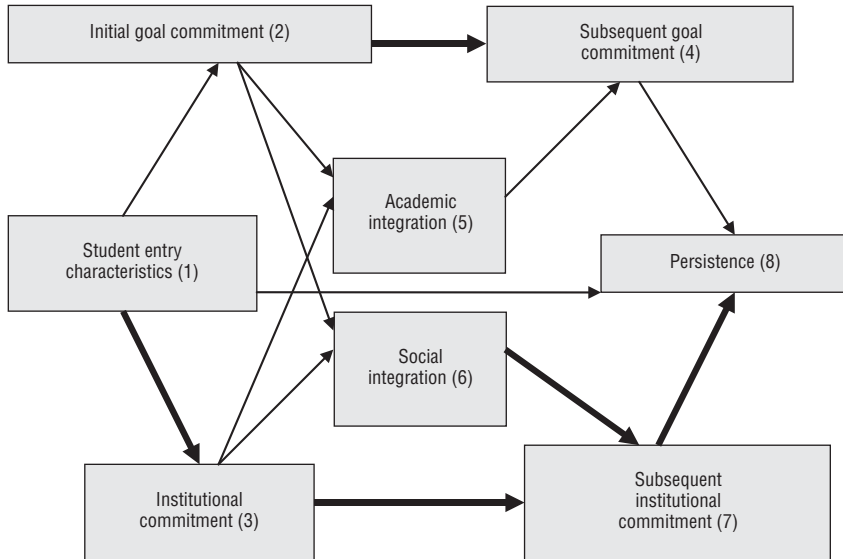 Initial goal commitment (2)
Subsequent goal
commitment (4)
Academic
integration (5)
Student entry
characteristics (1)
Persistence (8)
Social
integration (6)
Institutional
commitment (3)
Subsequent
institutional
commitment (7)